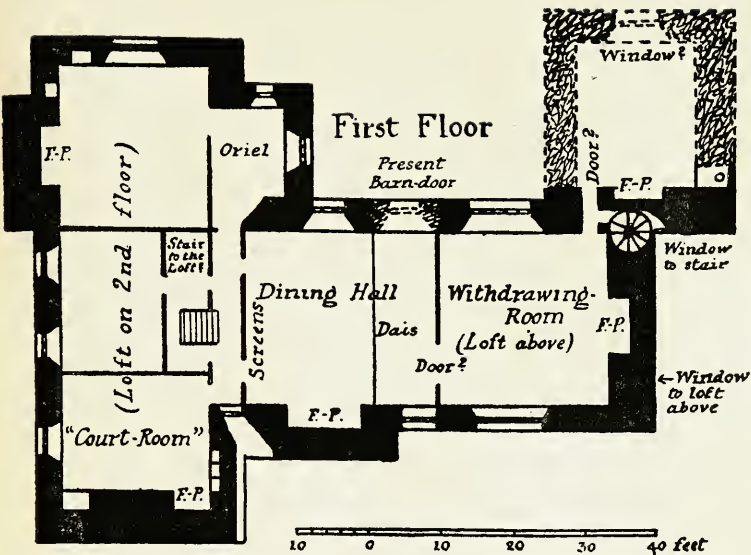 Window?
First Floor
F.-P.
Oriel
Present
Barn-door
Door?
F.-P.
(Loft on 2nd floor)
Stair
to the
Loft?
Window
to stair
Screens
Dining Hall
Dais
Door?
Withdrawing-
Room
(Loft above)
F.-P.
←Window
to loft
above
"Court-Room"
F.-P.
F.-P.
10 0 10 20 30 40 feet